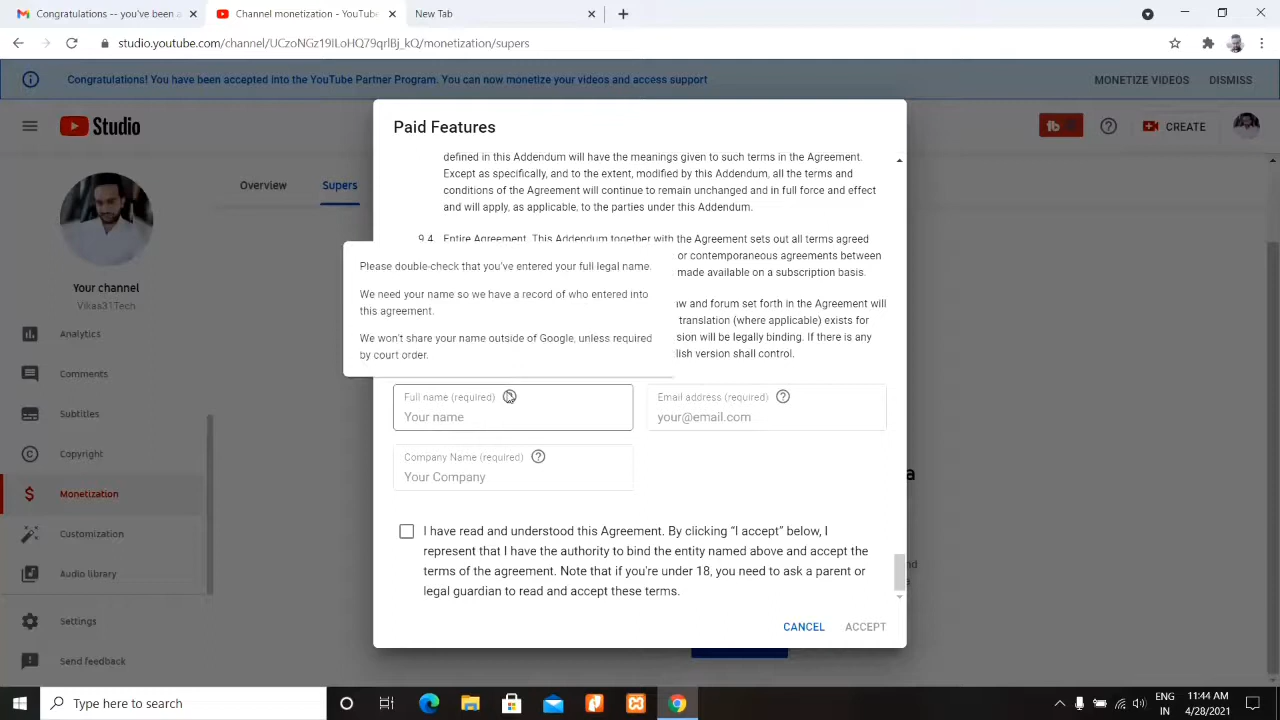 Congratulations – you've been a
Channel monetization - YouTube
New Tab
studio.youtube.com/channel/UCzoNGz19ILoHQ79qrlBj_kQ/monetization/supers
Congratulations! You have been accepted into the YouTube Partner Program. You can now monetize your videos and access support
MONETIZE VIDEOS
DISMISS
Studio
CREATE
Overview
Supers
Your channel
Vikas31Tech
Analytics
Comments
Subtitles
Copyright
Monetization
Customization
Audio library
Settings
Send feedback
Paid Features
defined in this Addendum will have the meanings given to such terms in the Agreement.
Except as specifically, and to the extent, modified by this Addendum, all the terms and
conditions of the Agreement will continue to remain unchanged and in full force and effect
and will apply, as applicable, to the parties under this Addendum.
9.4. Entire Agreement. This Addendum together with the Agreement sets out all terms agreed
or contemporaneous agreements between
made available on a subscription basis.
and forum set forth in the Agreement will
translation (where applicable) exists for
legally binding. If there is any
version shall control.
Please double-check that you've entered your full legal name.
We need your name so we have a record of who entered into
this agreement.
We won't share your name outside of Google, unless required
by court order.
Full name (required)
Your name
Email address (required)
your@email.com
Company Name (required)
Your Company
I have read and understood this Agreement. By clicking “I accept” below, I
represent that I have the authority to bind the entity named above and accept the
terms of the agreement. Note that if you're under 18, you need to ask a parent or
legal guardian to read and accept these terms.
CANCEL
ACCEPT
Type here to search
ENG
IN
11:44 AM
4/28/2021